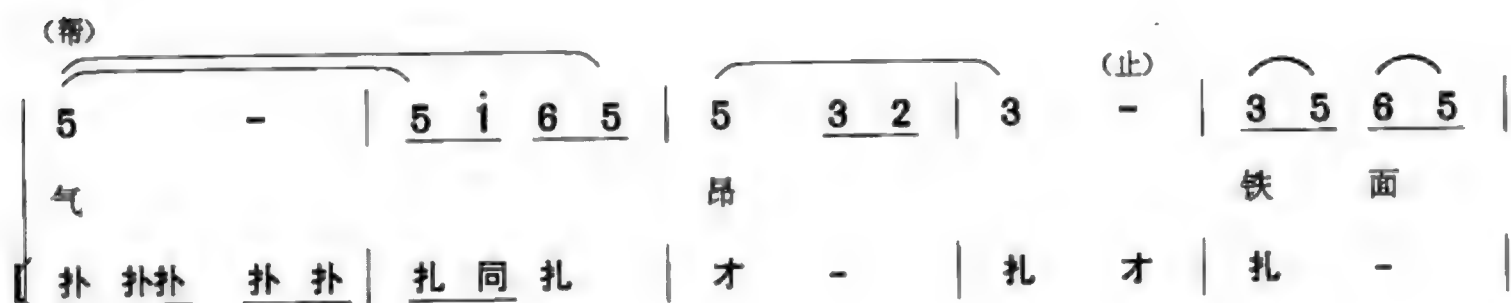 (帮) (止)
5 - | 5 i 6 5 | 5 3 2 | 3 - | 3 5 6 5 |
气 昂 铁 面
扑 扑扑 扑 扑 | 扎 同 扎 | 才 - | 扎 才 | 扎 - |